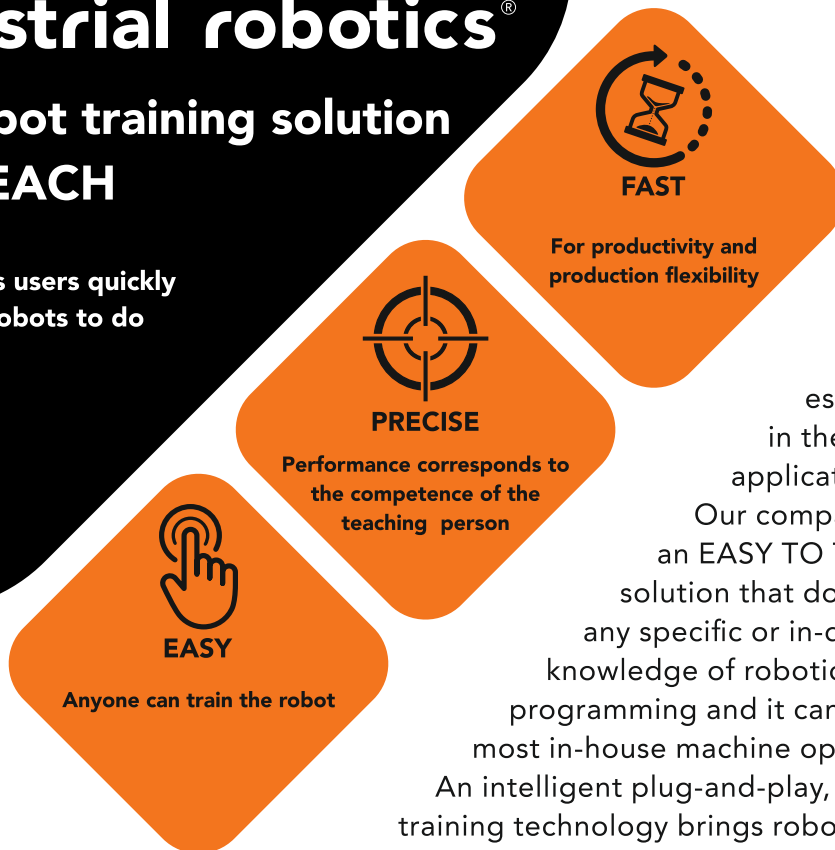 strial robotics®
bot training solution
EACH
s users quickly
obots to do
FAST
For productivity and
production flexibility
PRECISE
Performance corresponds to
the competence of the
teaching person
EASY
Anyone can train the robot
es
in the
applicat
Our comp
an EASY TO
solution that do
any specific or in-
knowledge of robotic
programming and it can
most in-house machine op
An intelligent plug-and-play,
training technology brings robo